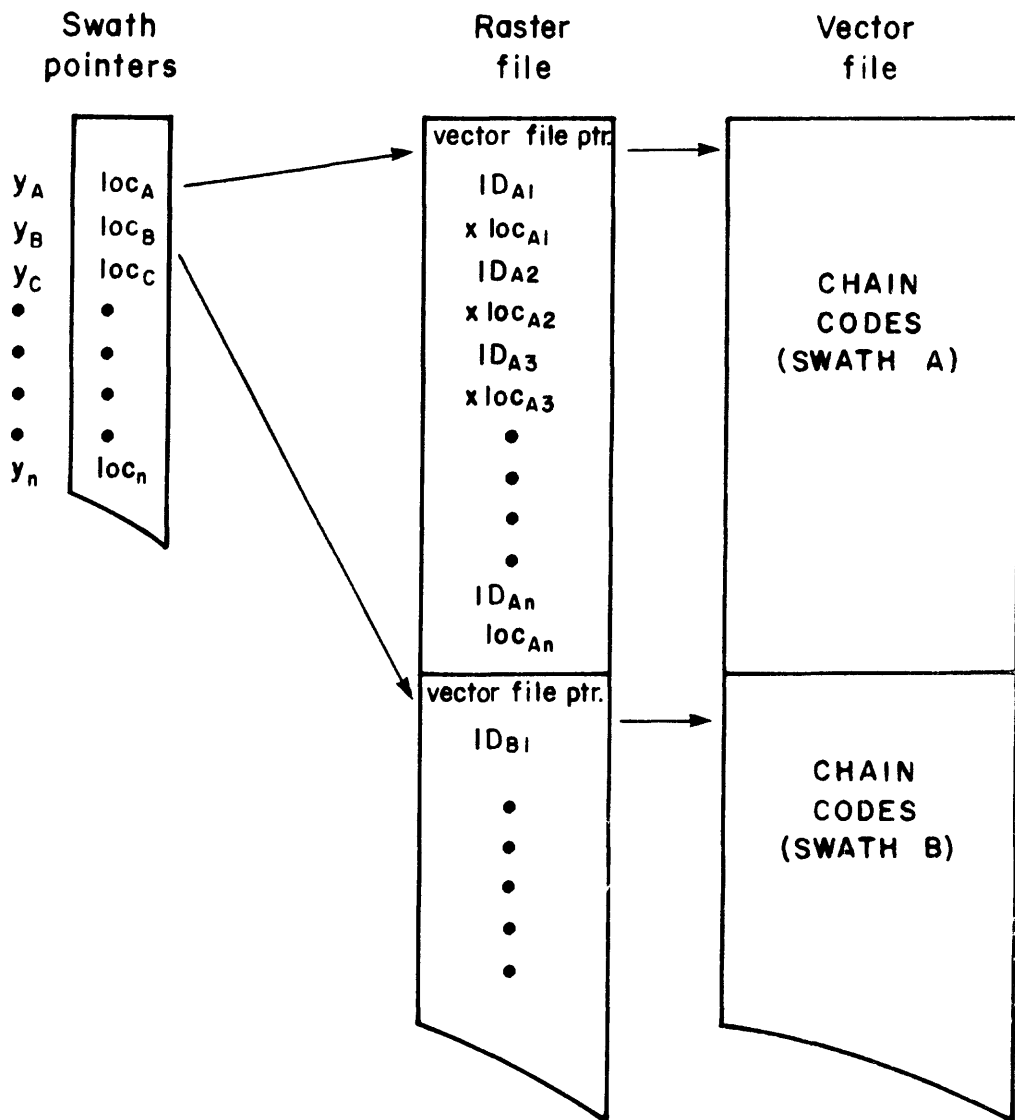 Swath
pointers
y_A loc_A
y_B loc_B
y_C loc_C
y_n loc_n
Raster
file
vector file ptr.
ID_A1
x loc_A1
ID_A2
x loc_A2
ID_A3
x loc_A3
ID_An
loc_An
vector file ptr.
ID_B1
Vector
file
CHAIN
CODES
(SWATH A)
CHAIN
CODES
(SWATH B)